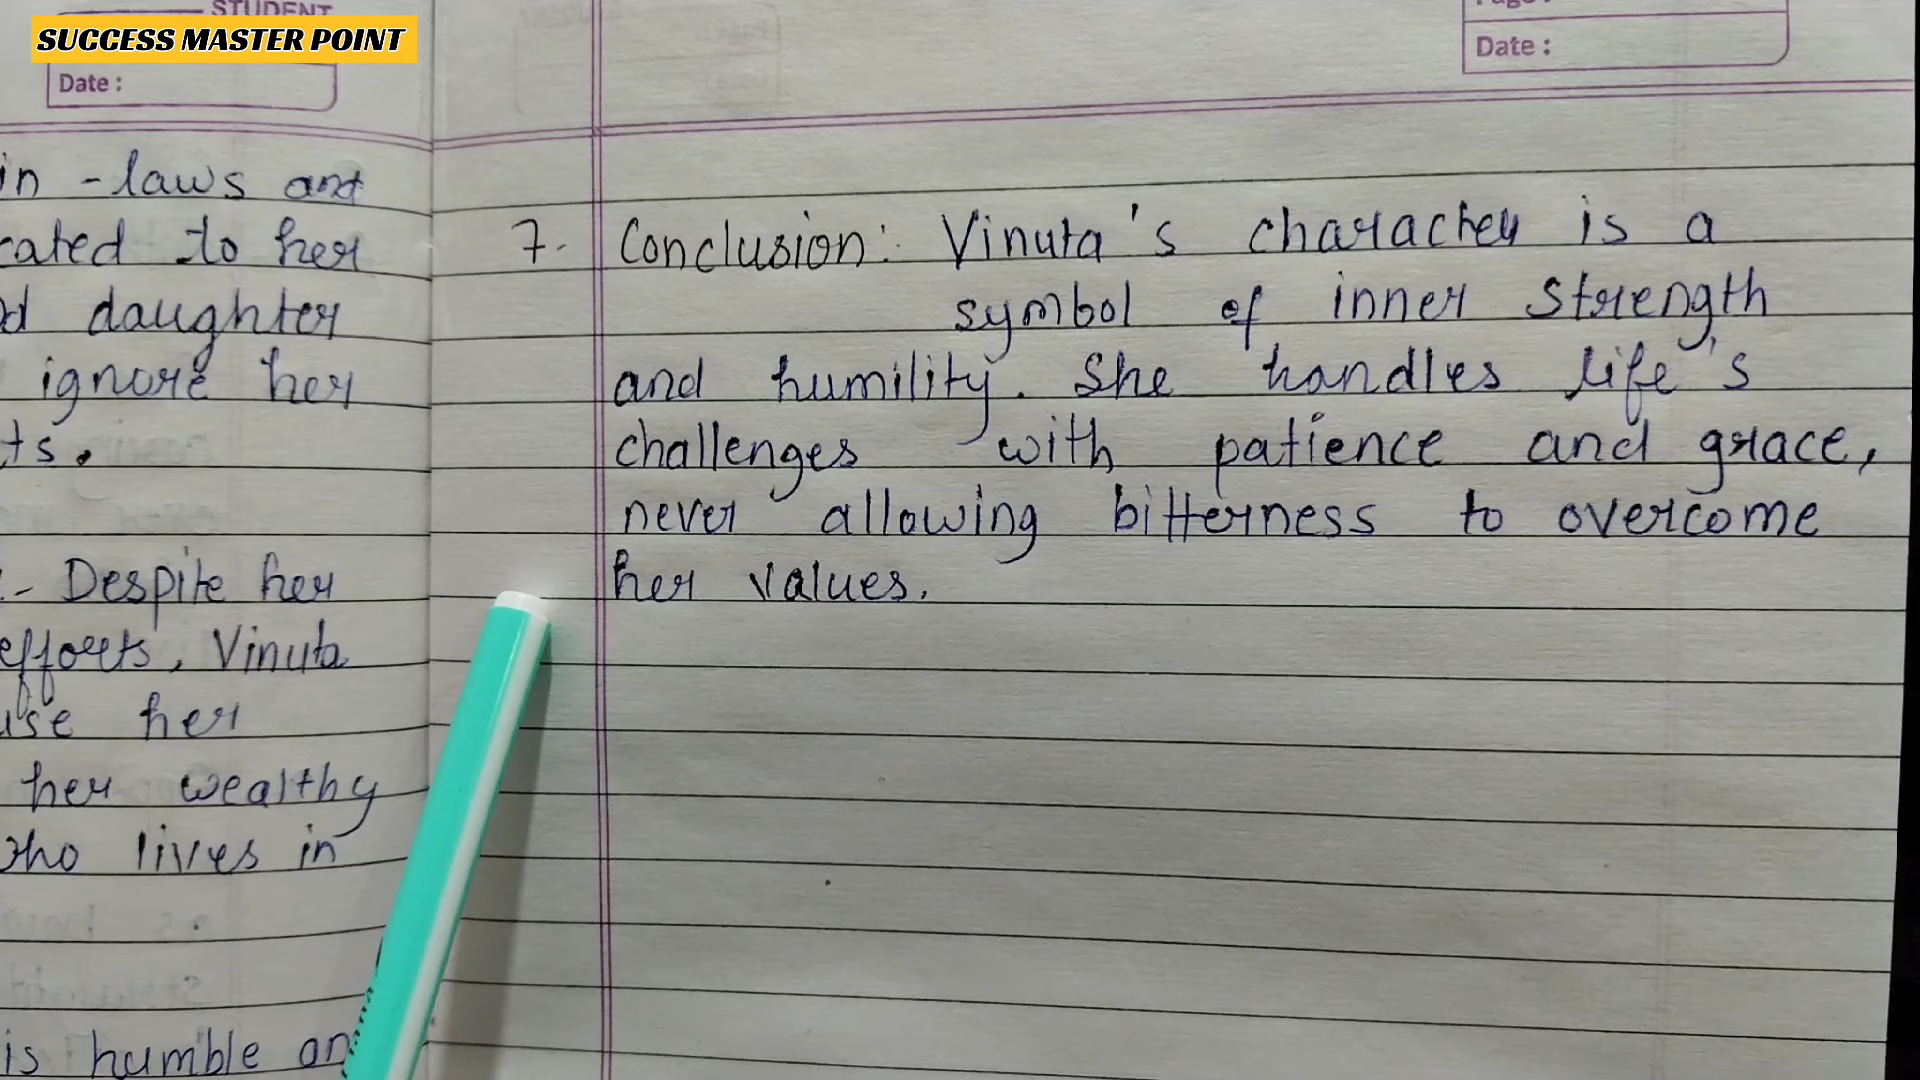 STUDENT
SUCCESS MASTER POINT
Date :
in - laws and
cated to her
d daughter
ignore her
ts.
- Despite her
efforts, Vinuta
use her
her wealthy
who lives in
is humble an
Date :
7. Conclusion: Vinuta's character is a
symbol of inner strength
and humility. She handles life's
challenges with patience and grace,
never allowing bitterness to overcome
her values.